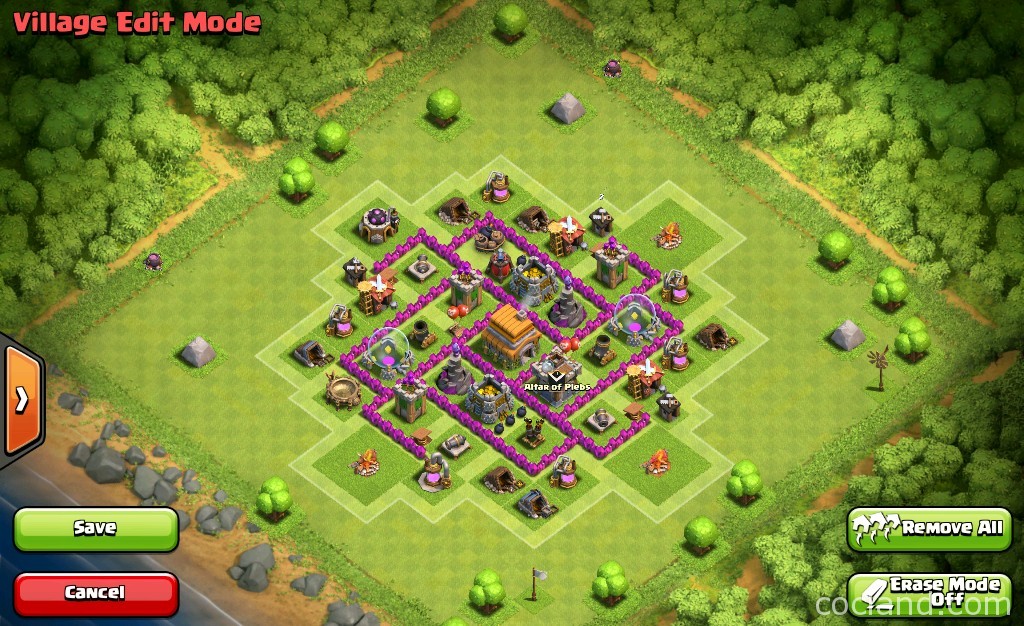 Village Edit Mode
Altar of Plebs
Save
Cancel
Remove All
Erase Mode
Off
cocland.com